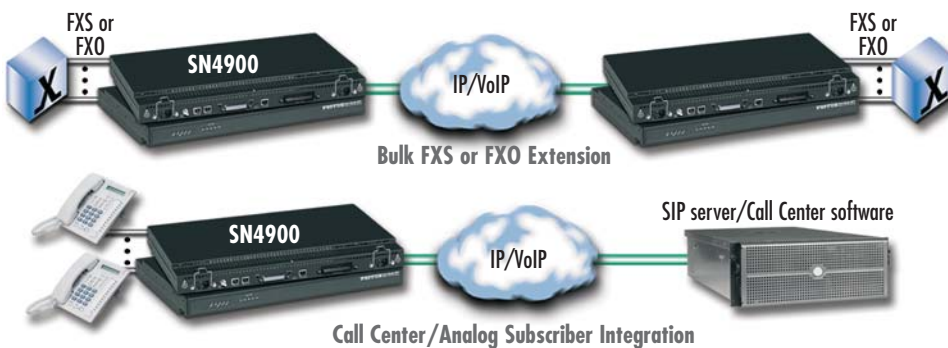 FXS or
FXO
SN4900
IP/VoIP
FXS or
FXO
X
X
Bulk FXS or FXO Extension
SN4900
IP/VoIP
SIP server/Call Center software
Call Center/Analog Subscriber Integration